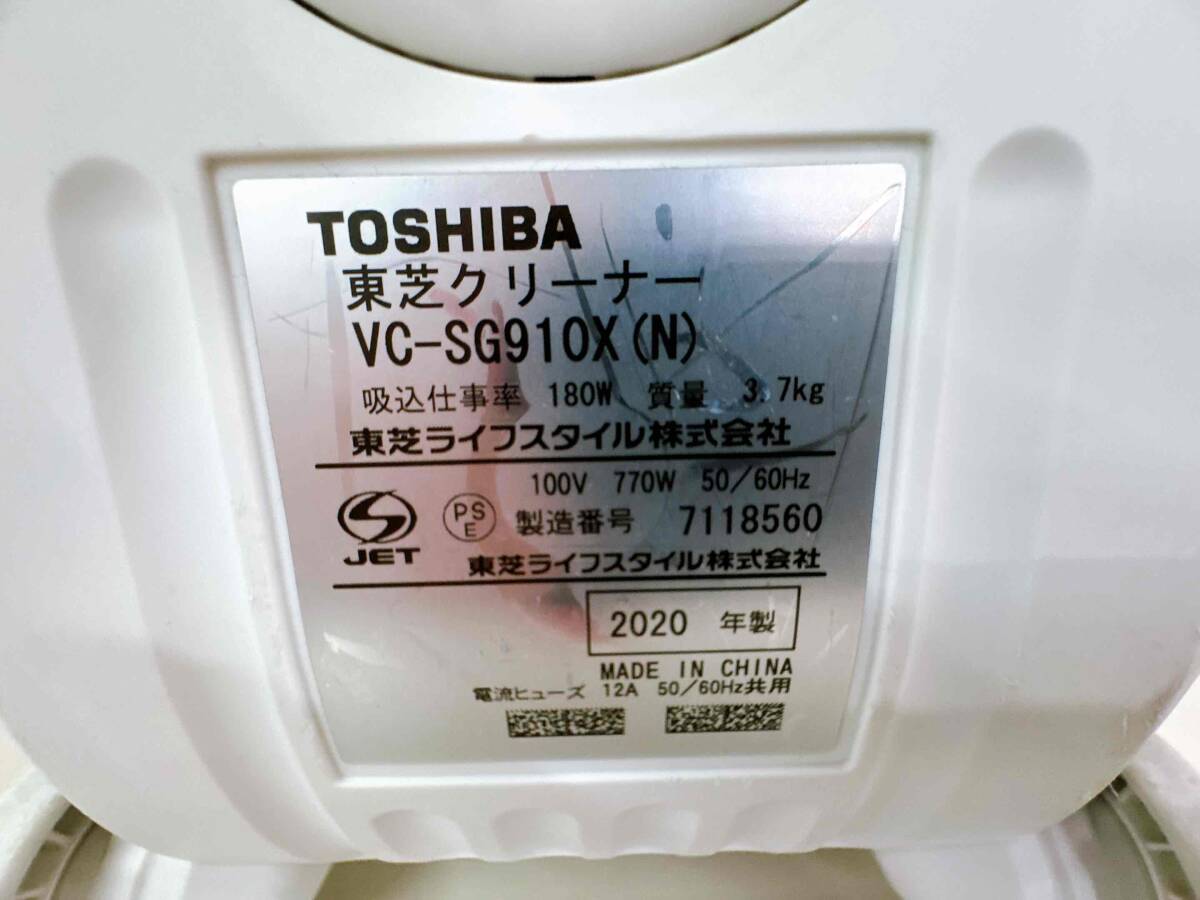 TOSHIBA
東芝クリーナー
VC-SG910X(N)
吸込仕事率 180W 質量 3.7kg
東芝ライフスタイル株式会社
100V 770W 50/60Hz
JET PS E 製造番号 7118560
東芝ライフスタイル株式会社
2020 年製
MADE IN CHINA
電流ヒューズ 12A 50/60Hz共用